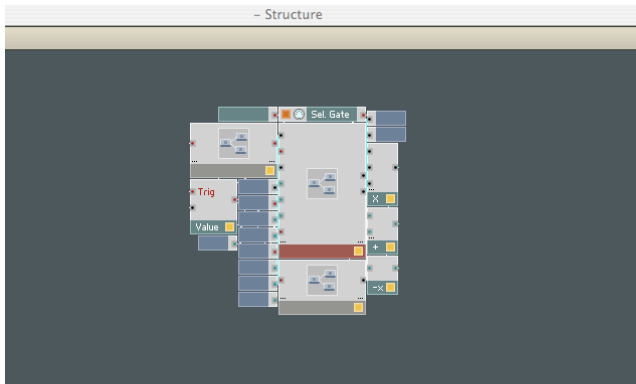 – Structure
Sel. Gate
Trig
X
Value
+
-x